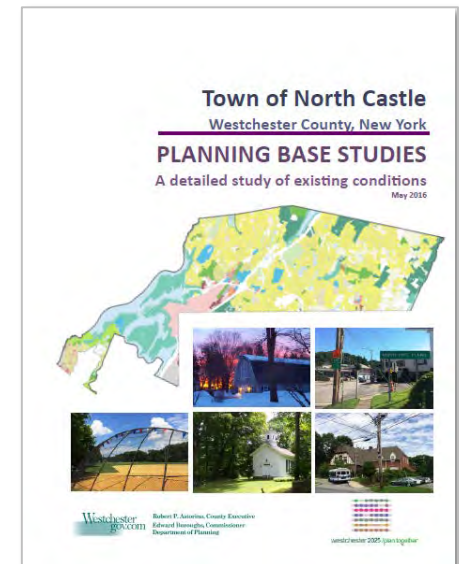 Town of North Castle
Westchester County, New York
PLANNING BASE STUDIES
A detailed study of existing conditions
May 2016
Westchester
gov.com
Robert P. Astorino, County Executive
Edward Buroughs, Commissioner
Department of Planning
westchester 2025 /plan together